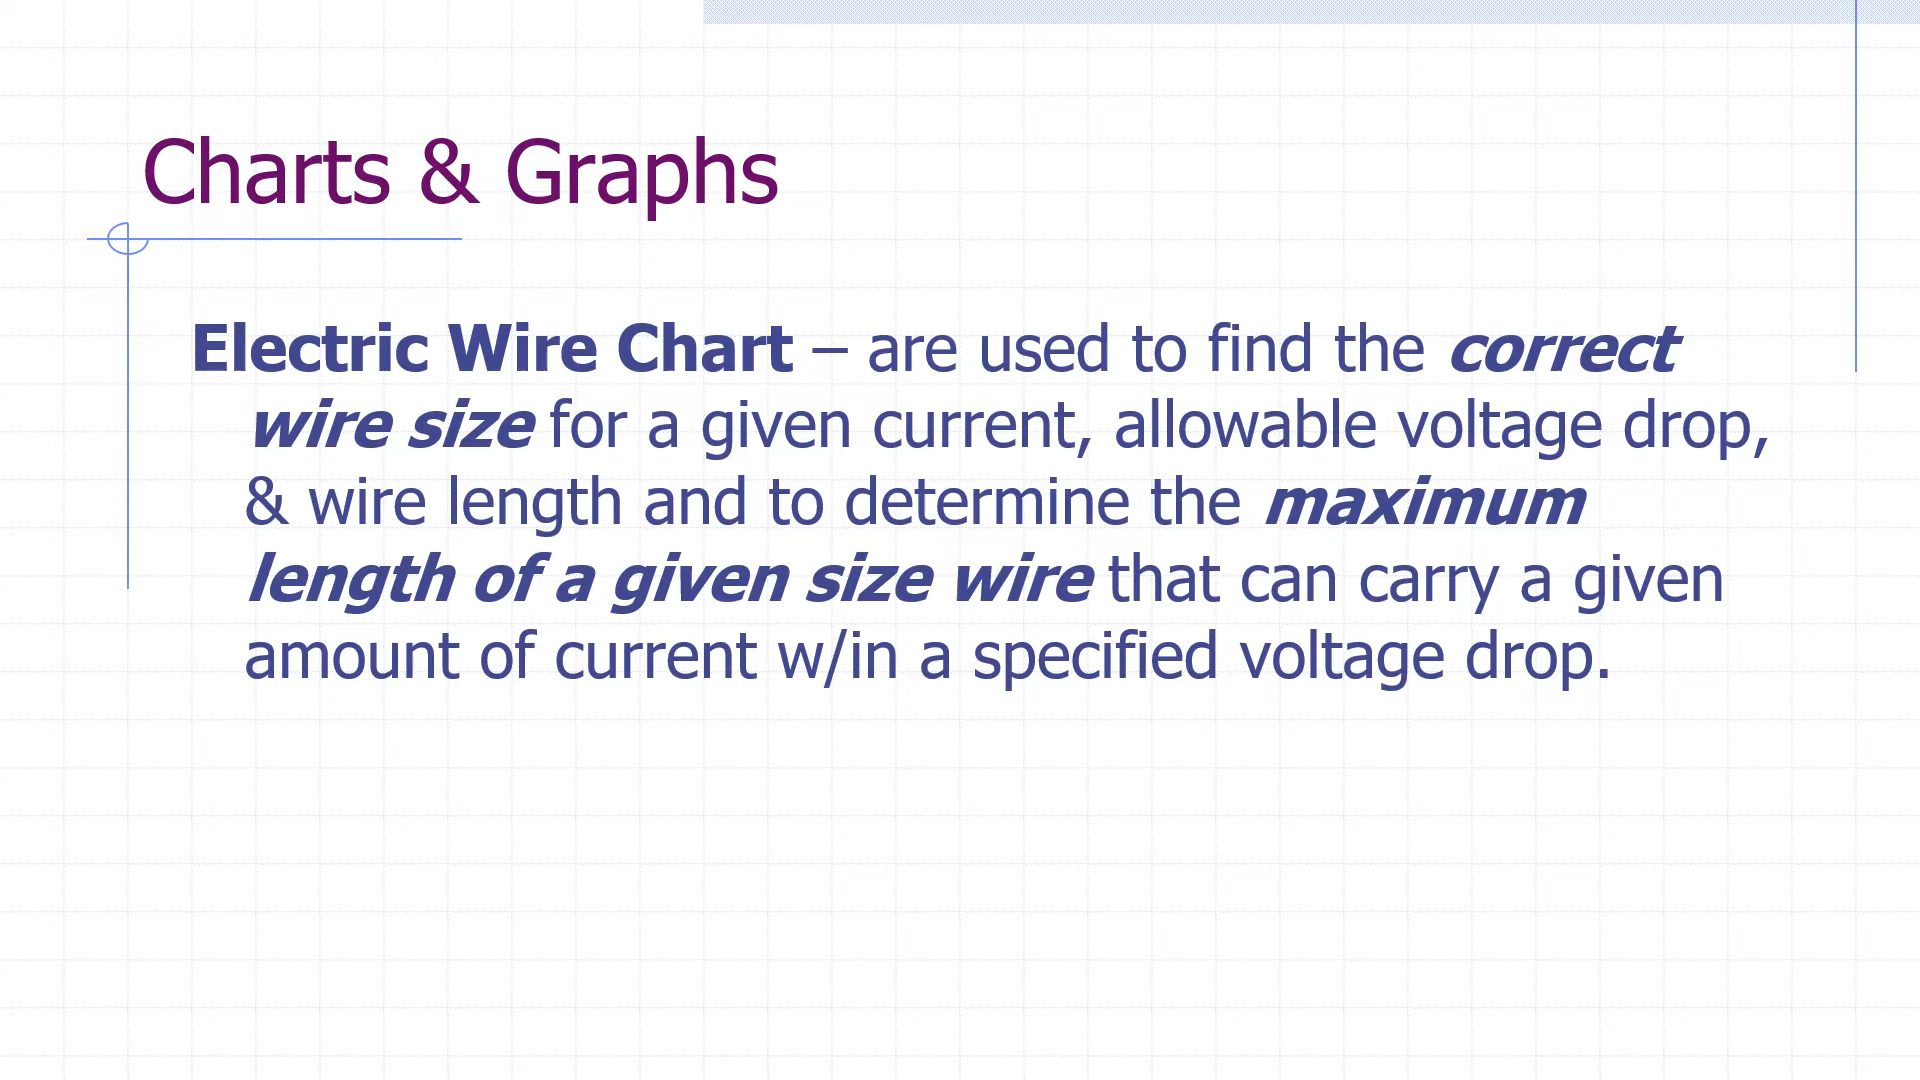 Charts & Graphs
Electric Wire Chart – are used to find the correct
wire size for a given current, allowable voltage drop,
& wire length and to determine the maximum
length of a given size wire that can carry a given
amount of current w/in a specified voltage drop.